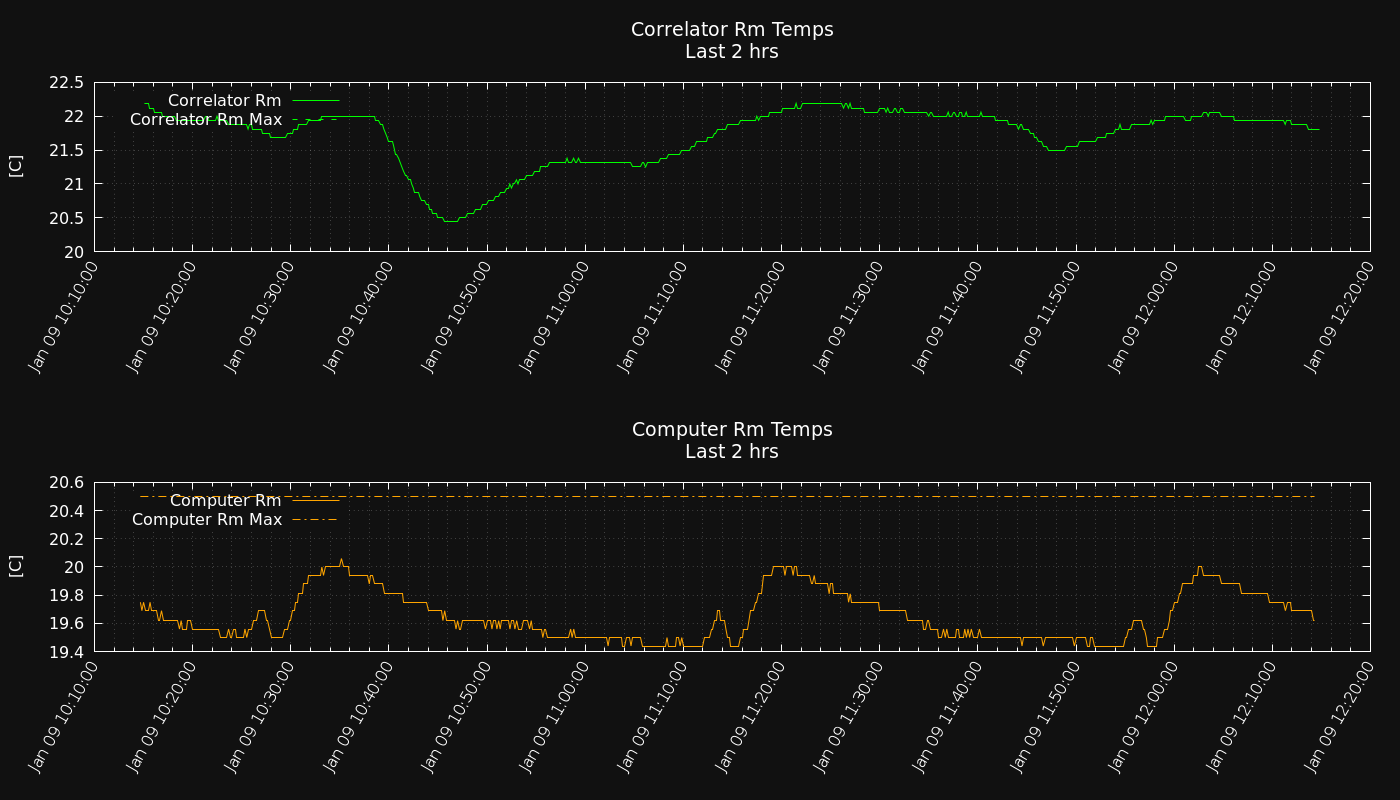 Correlator Rm Temps
Last 2 hrs
22.5
22
21.5
21
20.5
20
[C]
Correlator Rm
Correlator Rm Max
Jan 09 10:10:00
Jan 09 10:20:00
Jan 09 10:30:00
Jan 09 10:40:00
Jan 09 10:50:00
Jan 09 11:00:00
Jan 09 11:10:00
Jan 09 11:20:00
Jan 09 11:30:00
Jan 09 11:40:00
Jan 09 11:50:00
Jan 09 12:00:00
Jan 09 12:10:00
Jan 09 12:20:00
Computer Rm Temps
Last 2 hrs
20.6
20.4
20.2
20
19.8
19.6
19.4
[C]
Computer Rm
Computer Rm Max
Jan 09 10:10:00
Jan 09 10:20:00
Jan 09 10:30:00
Jan 09 10:40:00
Jan 09 10:50:00
Jan 09 11:00:00
Jan 09 11:10:00
Jan 09 11:20:00
Jan 09 11:30:00
Jan 09 11:40:00
Jan 09 11:50:00
Jan 09 12:00:00
Jan 09 12:10:00
Jan 09 12:20:00